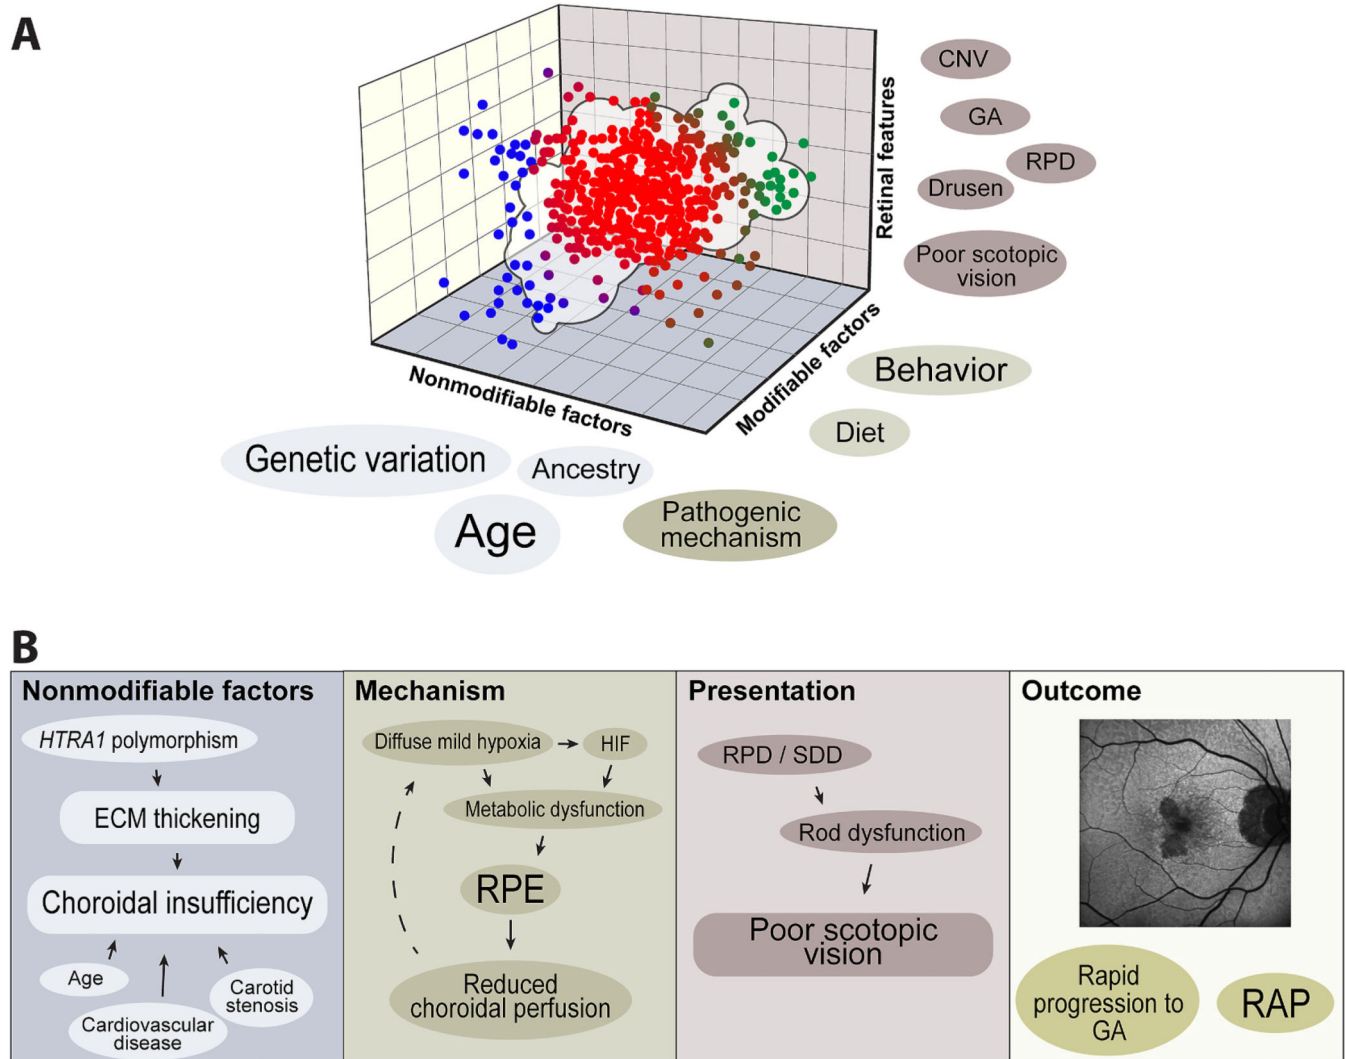 A
CNV
GA
RPD
Drusen
Poor scotopic
vision
Retinal features
Modifiable factors
Nonmodifiable factors
Behavior
Diet
Genetic variation
Ancestry
Age
Pathogenic
mechanism
B
Nonmodifiable factors
HTRA1 polymorphism
ECM thickening
Choroidal insufficiency
Age
Cardiovascular
disease
Carotid
stenosis
Mechanism
Diffuse mild hypoxia
HIF
Metabolic dysfunction
RPE
Reduced
choroidal perfusion
Presentation
RPD / SDD
Rod dysfunction
Poor scotopic
vision
Outcome
Rapid
progression to
GA
RAP